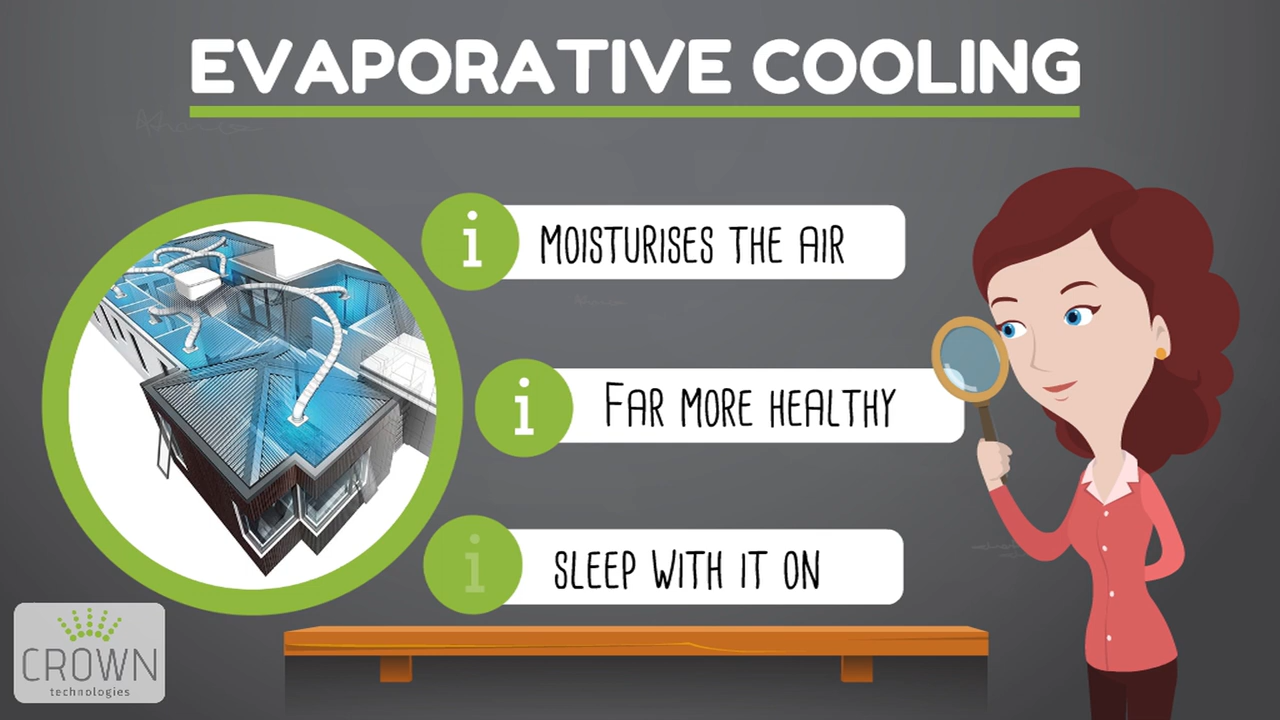 EVAPORATIVE COOLING
i MOISTURISES THE AIR
i FAR MORE HEALTHY
i SLEEP WITH IT ON
CROWN
technologies